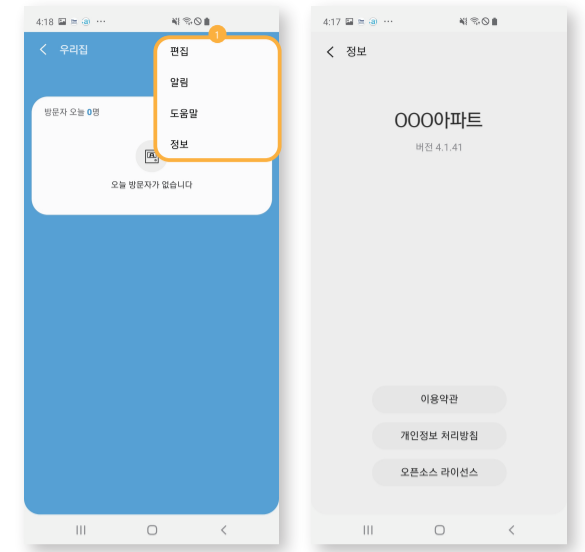 4:18
우리집
1
편집
알림
도움말
정보
방문자 오늘 0명
오늘 방문자가 없습니다
4:17
정보
OOO아파트
버전 4.1.41
이용약관
개인정보 처리방침
오픈소스 라이선스